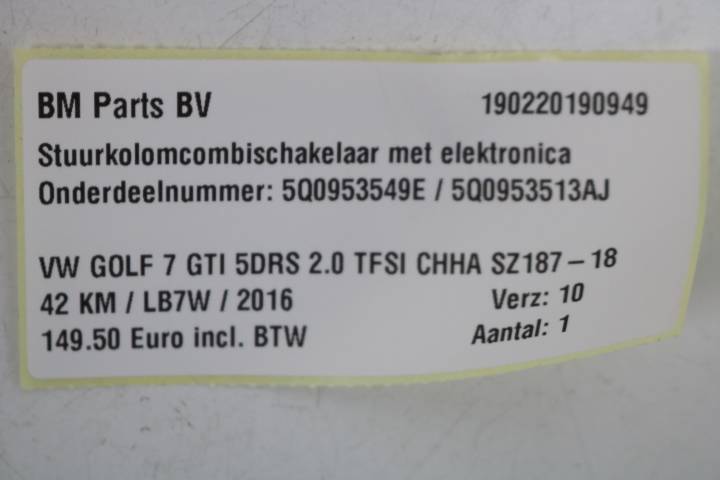 BM Parts BV 190220190949
Stuurkolomcombischakelaar met elektronica
Onderdeelnummer: 5Q0953549E / 5Q0953513AJ
VW GOLF 7 GTI 5DRS 2.0 TFSI CHHA SZ187 – 18
42 KM / LB7W / 2016 Verz: 10
149.50 Euro incl. BTW Aantal: 1